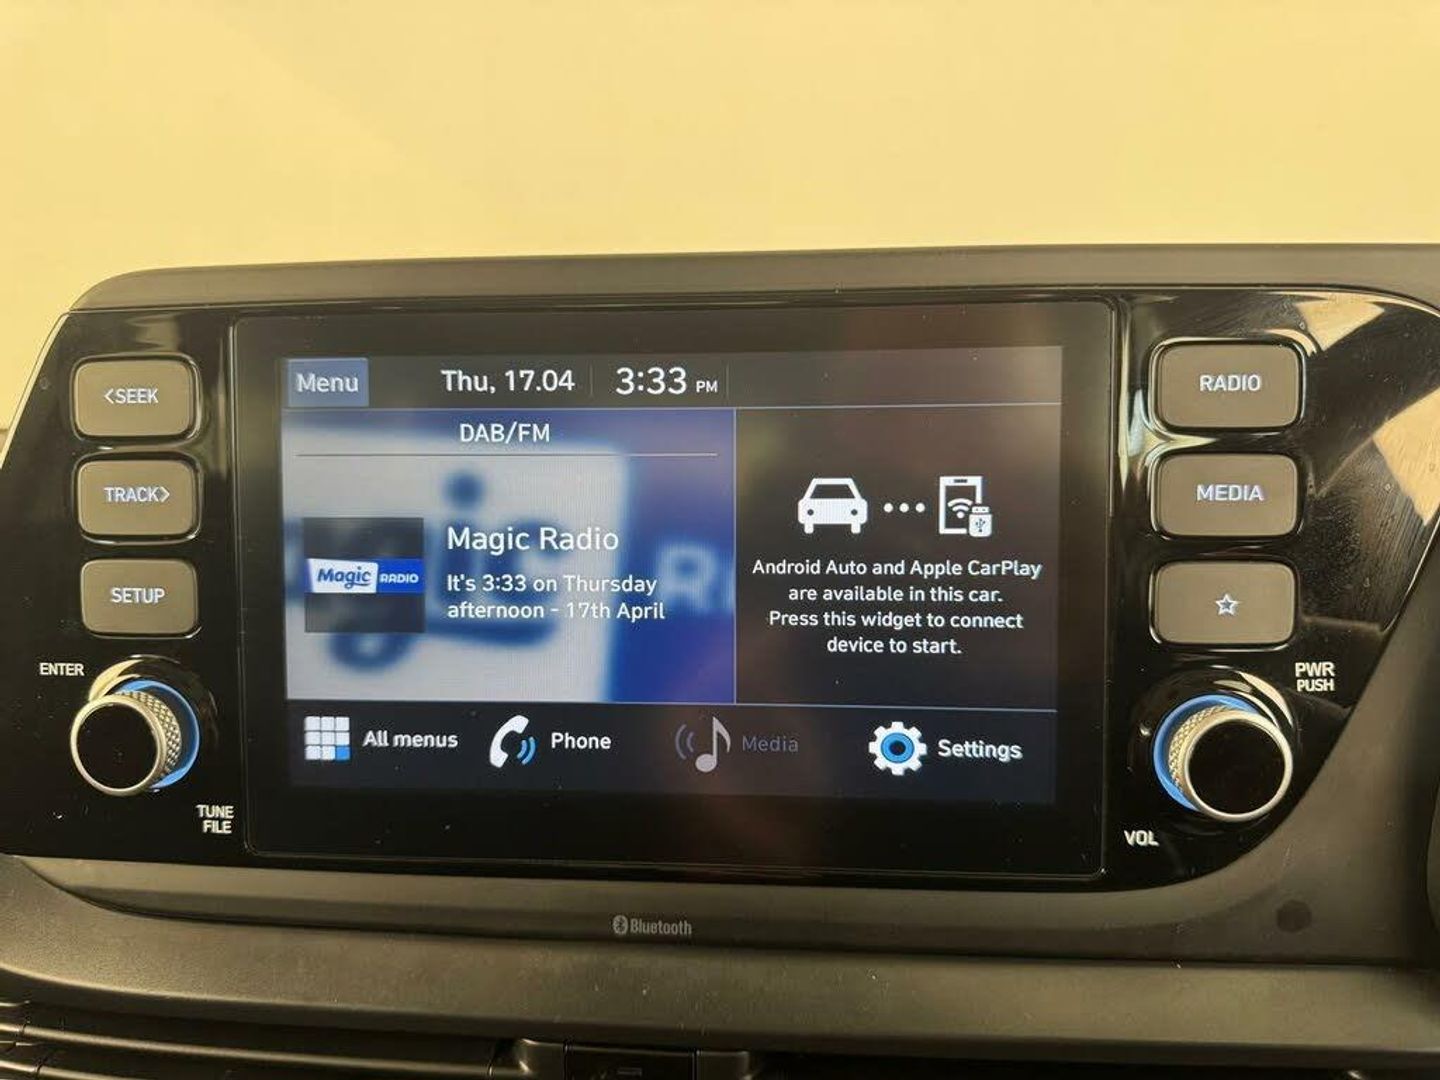 <SEEK
TRACK>
SETUP
ENTER
TUNE
FILE
Menu
Thu, 17.04
3:33 PM
DAB/FM
Magic RADIO
Magic Radio
It's 3:33 on Thursday
afternoon - 17th April
Android Auto and Apple CarPlay
are available in this car.
Press this widget to connect
device to start.
All menus
Phone
Media
Settings
RADIO
MEDIA
PWR
PUSH
VOL
Bluetooth